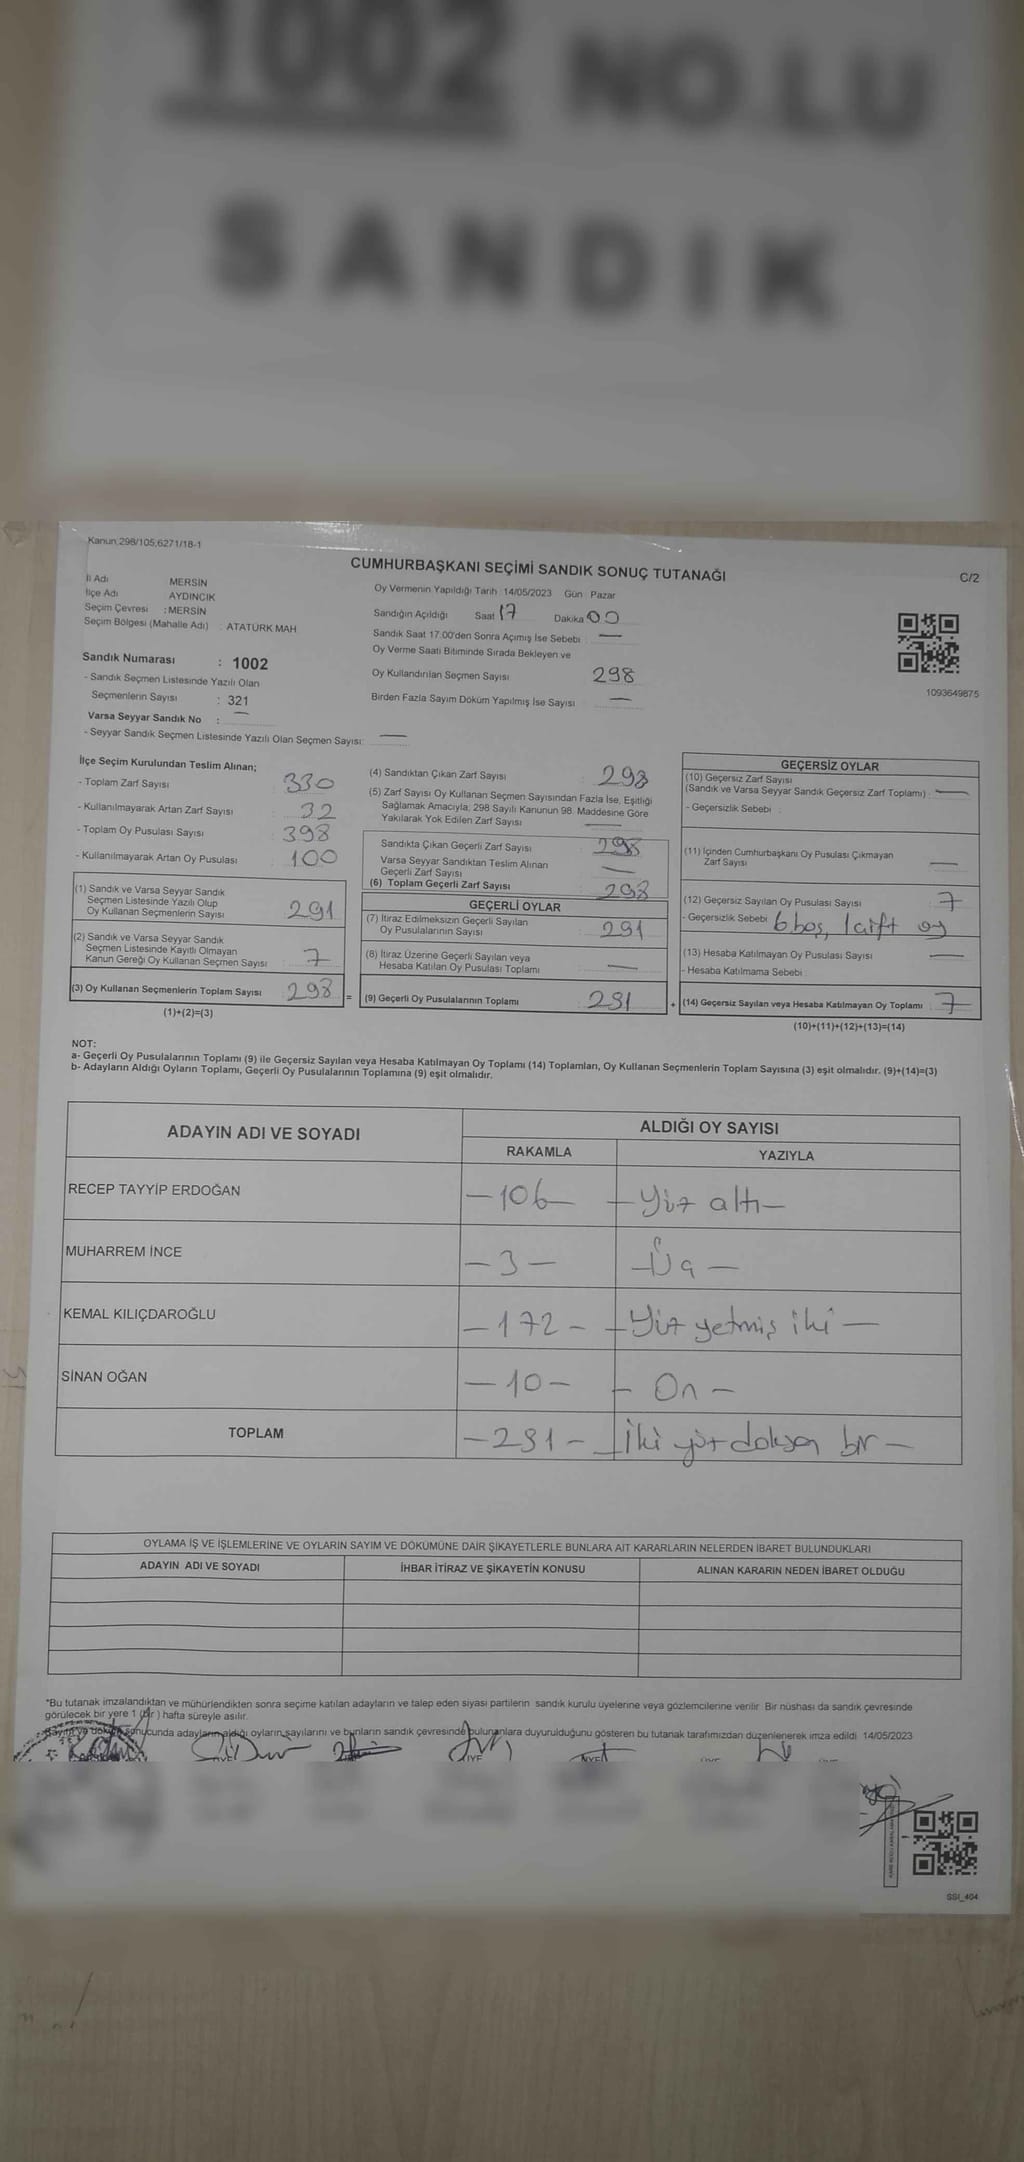 1002 NO.LU
SANDIK
Kanun 298/105,6271/18-1
CUMHURBAŞKANI SEÇİMİ SANDIK SONUÇ TUTANAĞI
C/2
İl Adı MERSİN
İlçe Adı AYDINCIK
Seçim Çevresi : MERSİN
Seçim Bölgesi (Mahalle Adı) : ATATÜRK MAH
Oy Vermenin Yapıldığı Tarih : 14/05/2023 Gün : Pazar
Sandığın Açıldığı Saat 17 Dakika 00
Sandık Saat 17.00'den Sonra Açımış İse Sebebi : —
Oy Verme Saati Bitiminde Sırada Bekleyen ve
Oy Kullandırılan Seçmen Sayısı 298
Birden Fazla Sayım Döküm Yapılmış İse Sayısı —
1093649875
Sandık Numarası : 1002
- Sandık Seçmen Listesinde Yazılı Olan
Seçmenlerin Sayısı : 321
Varsa Seyyar Sandık No : —
- Seyyar Sandık Seçmen Listesinde Yazılı Olan Seçmen Sayısı: —
İlçe Seçim Kurulundan Teslim Alınan;
- Toplam Zarf Sayısı 330
- Kullanılmayarak Artan Zarf Sayısı 32
- Toplam Oy Pusulası Sayısı 398
- Kullanılmayarak Artan Oy Pusulası 100
(1) Sandık ve Varsa Seyyar Sandık
Seçmen Listesinde Yazılı Olup
Oy Kullanan Seçmenlerin Sayısı 291
(2) Sandık ve Varsa Seyyar Sandık
Seçmen Listesinde Kayıtlı Olmayan
Kanun Gereği Oy Kullanan Seçmen Sayısı 7
(3) Oy Kullanan Seçmenlerin Toplam Sayısı 298 =
(1)+(2)=(3)
(4) Sandıktan Çıkan Zarf Sayısı : 298
(5) Zarf Sayısı Oy Kullanan Seçmen Sayısından Fazla İse, Eşitliği
Sağlamak Amacıyla; 298 Sayılı Kanunun 98. Maddesine Göre
Yakılarak Yok Edilen Zarf Sayısı —
Sandıkta Çıkan Geçerli Zarf Sayısı : 298
Varsa Seyyar Sandıktan Teslim Alınan
Geçerli Zarf Sayısı —
(6) Toplam Geçerli Zarf Sayısı : 298
GEÇERLİ OYLAR
(7) İtiraz Edilmeksizin Geçerli Sayılan
Oy Pusulalarının Sayısı : 291
(8) İtiraz Üzerine Geçerli Sayılan veya
Hesaba Katılan Oy Pusulası Toplamı —
(9) Geçerli Oy Pusulalarının Toplamı : 291 +
GEÇERSİZ OYLAR
(10) Geçersiz Zarf Sayısı
(Sandık ve Varsa Seyyar Sandık Geçersiz Zarf Toplamı) : —
- Geçersizlik Sebebi :
(11) İçinden Cumhurbaşkanı Oy Pusulası Çıkmayan
Zarf Sayısı —
(12) Geçersiz Sayılan Oy Pusulası Sayısı 7
- Geçersizlik Sebebi 6 boş, 1 çift oy
(13) Hesaba Katılmayan Oy Pusulası Sayısı —
- Hesaba Katılmama Sebebi
(14) Geçersiz Sayılan veya Hesaba Katılmayan Oy Toplamı : 7
(10)+(11)+(12)+(13)=(14)
NOT:
a- Geçerli Oy Pusulalarının Toplamı (9) ile Geçersiz Sayılan veya Hesaba Katılmayan Oy Toplamı (14) Toplamları, Oy Kullanan Seçmenlerin Toplam Sayısına (3) eşit olmalıdır. (9)+(14)=(3)
b- Adayların Aldığı Oyların Toplamı, Geçerli Oy Pusulalarının Toplamına (9) eşit olmalıdır.
ADAYIN ADI VE SOYADI ALDIĞI OY SAYISI
RAKAMLA YAZIYLA
RECEP TAYYİP ERDOĞAN —106— —Yüz altı—
MUHARREM İNCE —3— —Üç—
KEMAL KILIÇDAROĞLU —172— —Yüz yetmiş iki—
SİNAN OĞAN —10— —On—
TOPLAM —291— —İki yüz doksan bir—
OYLAMA İŞ VE İŞLEMLERİNE VE OYLARIN SAYIM VE DÖKÜMÜNE DAİR ŞİKAYETLERLE BUNLARA AİT KARARLARIN NELERDEN İBARET BULUNDUKLARI
ADAYIN ADI VE SOYADI İHBAR İTİRAZ VE ŞİKAYETİN KONUSU ALINAN KARARIN NEDEN İBARET OLDUĞU
*Bu tutanak imzalandıktan ve mühürlendikten sonra seçime katılan adayların ve talep eden siyasi partilerin sandık kurulu üyelerine veya gözlemcilerine verilir. Bir nüshası da sandık çevresinde
görülecek bir yere 1 (bir) hafta süreyle asılır.
Sayım ve döküm sonucunda adayların aldığı oyların sayılarını ve bunların sandık çevresinde bulunanlara duyurulduğunu gösteren bu tutanak tarafımızdan düzenlenerek imza edildi 14/05/2023
SSI_404